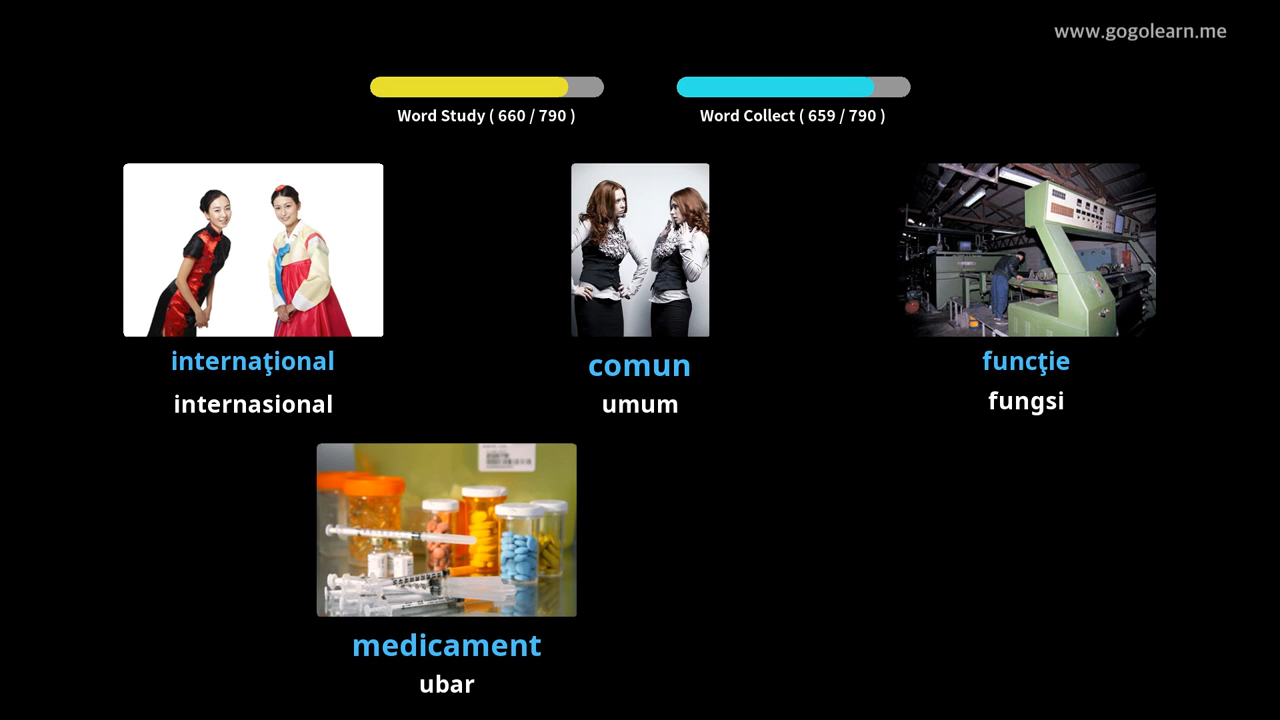 www.gogolearn.me
Word Study ( 660 / 790 )
Word Collect ( 659 / 790 )
internaţional
comun
funcţie
internasional
umum
fungsi
medicament
ubar